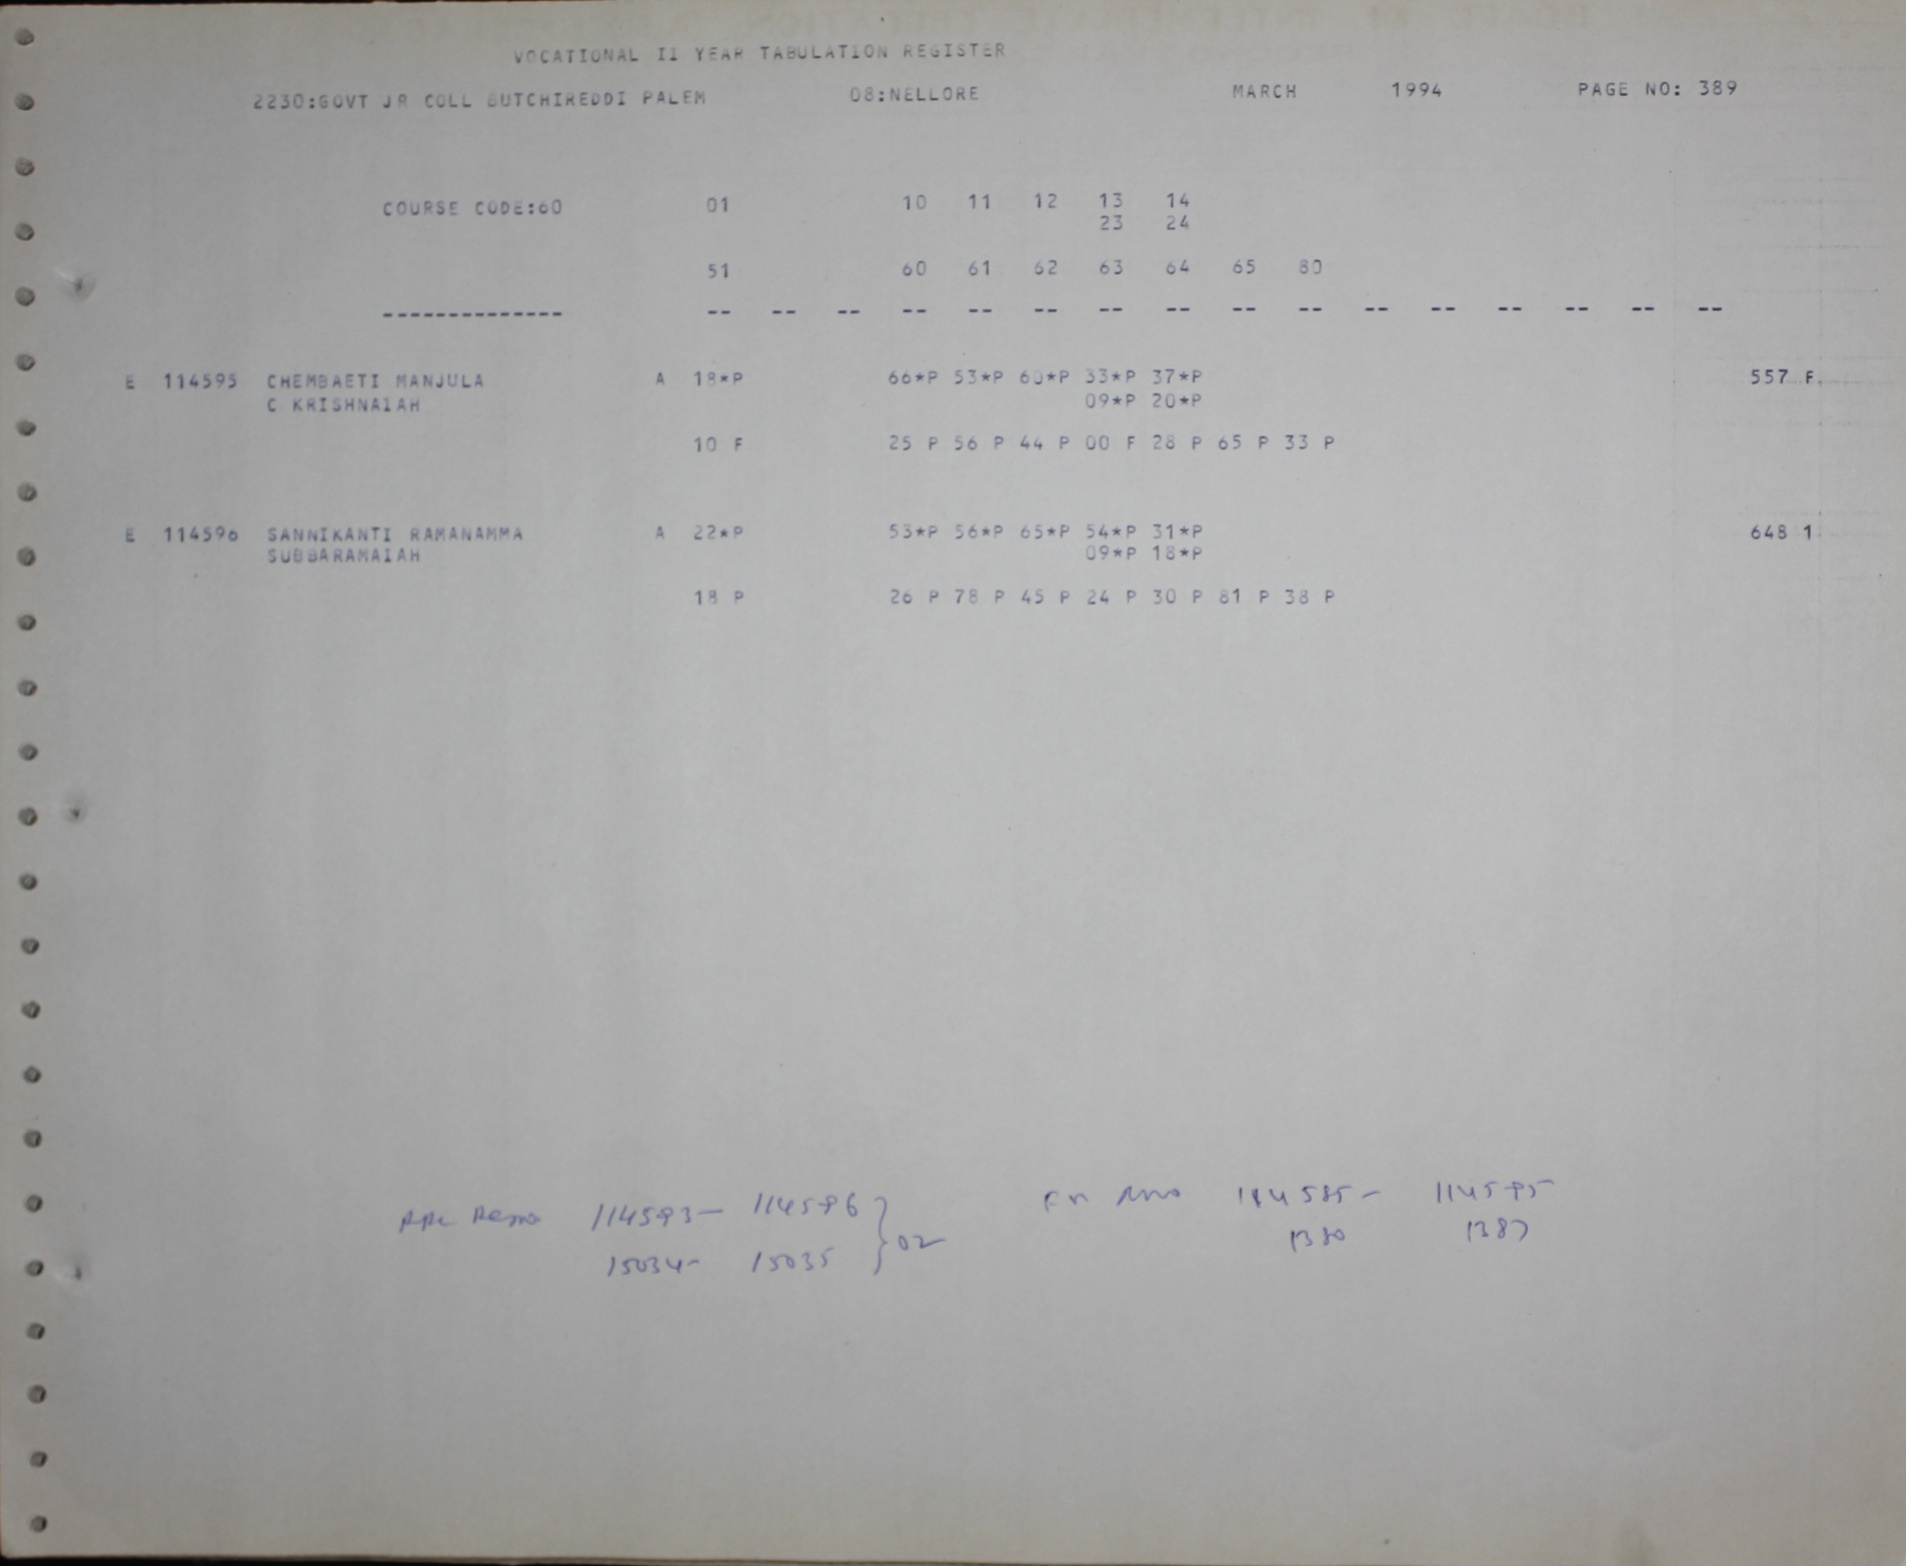 VOCATIONAL II YEAR TABULATION REGISTER
2230:GOVT JR COLL BUTCHIREDDI PALEM 08:NELLORE MARCH 1994 PAGE NO: 389
COURSE CODE:60 01 10 11 12 13 14
23 24
51 60 61 62 63 64 65 80
-------------- -- -- -- -- -- -- -- -- -- -- -- -- -- -- -- --
E 114595 CHEMBAETI MANJULA A 18*P 66*P 53*P 60*P 33*P 37*P 557 F
C KRISHNAIAH 09*P 20*P
10 F 25 P 56 P 44 P 00 F 28 P 65 P 33 P
E 114596 SANNIKANTI RAMANAMMA A 22*P 53*P 56*P 65*P 54*P 31*P 648 1
SUBBARAMAIAH 09*P 18*P
18 P 26 P 78 P 45 P 24 P 30 P 81 P 38 P
114593- 114596 114585- 114595
15034- 15035 } 02 1380 1387